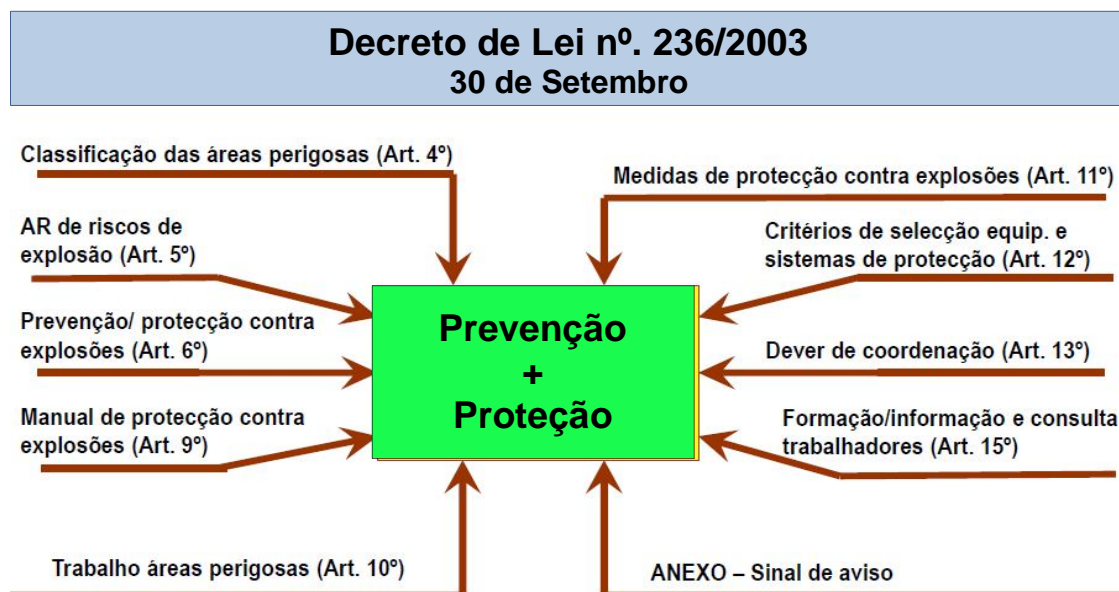 Decreto de Lei nº. 236/2003
30 de Setembro
Classificação das áreas perigosas (Art. 4º)
AR de riscos de
explosão (Art. 5º)
Prevenção/ protecção contra
explosões (Art. 6º)
Manual de protecção contra
explosões (Art. 9º)
Trabalho áreas perigosas (Art. 10º)
Prevenção
+
Proteção
Medidas de protecção contra explosões (Art. 11º)
Critérios de selecção equip. e
sistemas de protecção (Art. 12º)
Dever de coordenação (Art. 13º)
Formação/informação e consulta
trabalhadores (Art. 15º)
ANEXO – Sinal de aviso